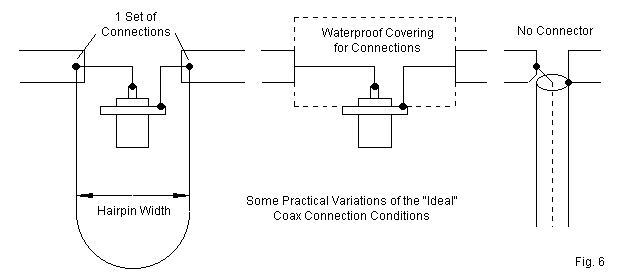 1 Set of
Connections
Waterproof Covering
for Connections
No Connector
Hairpin Width
Some Practical Variations of the "Ideal"
Coax Connection Conditions
Fig. 6